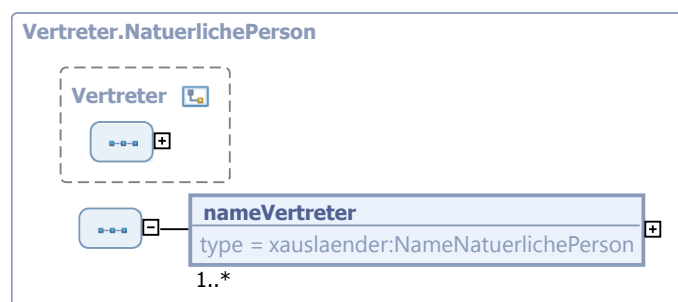 Vertreter.NatuerlichePerson
Vertreter
nameVertreter
type = xauslaender:NameNatuerlichePerson
1..*